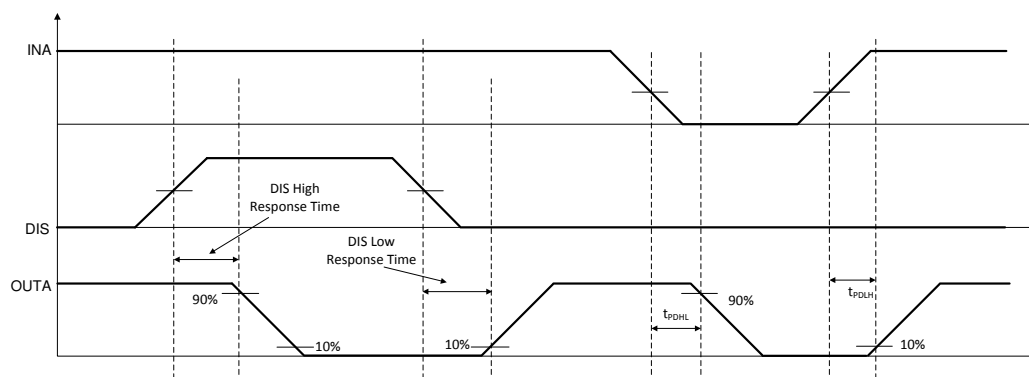 INA
DIS High
Response Time
DIS
DIS Low
Response Time
OUTA
90%
10%
10%
90%
tPDHL
tPDLH
10%